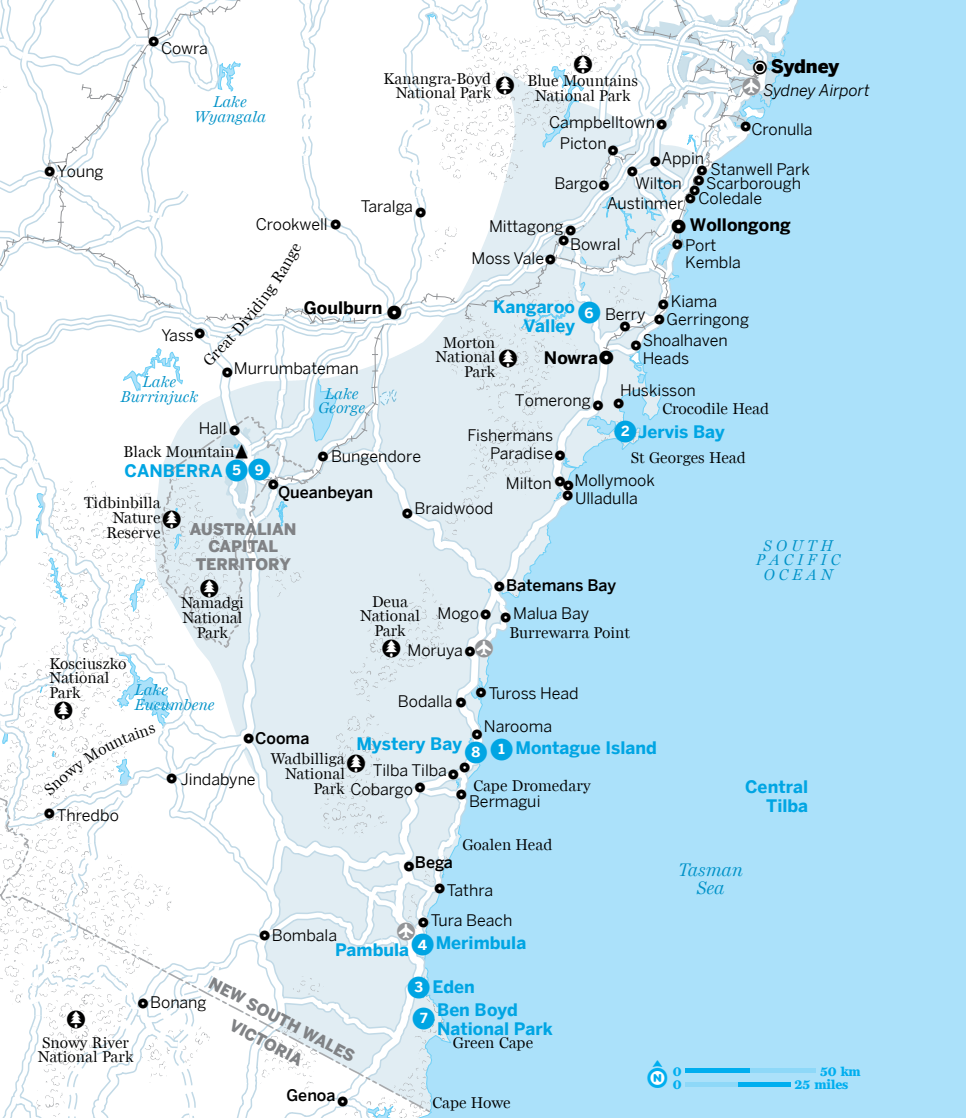 Cowra
Lake
Wyangala
Kanangra-Boyd
National Park
Blue Mountains
National Park
Sydney
Sydney Airport
Campbelltown
Cronulla
Picton
Young
Appin
Stanwell Park
Bargo
Wilton
Scarborough
Austinmer
Coledale
Taralga
Crookwell
Mittagong
Wollongong
Bowral
Port
Kembla
Moss Vale
Great Dividing Range
Goulburn
Kangaroo
Valley
6
Kiama
Berry
Gerringong
Yass
Morton
National
Park
Nowra
Shoalhaven
Heads
Murrumbateman
Lake
Burrinjuck
Lake
George
Huskisson
Tomerong
Crocodile Head
Hall
2
Jervis Bay
Fishermans
Paradise
St Georges Head
Black Mountain
CANBERRA
5
9
Bungendore
Milton
Mollymook
Ulladulla
Queanbeyan
Tidbinbilla
Nature
Reserve
Braidwood
AUSTRALIAN
CAPITAL
TERRITORY
SOUTH
PACIFIC
OCEAN
Batemans Bay
Namadgi
National
Park
Deua
National
Park
Mogo
Malua Bay
Burrewarra Point
Moruya
Kosciuszko
National
Park
Lake
Eucumbene
Tuross Head
Bodalla
Narooma
Cooma
Mystery Bay
8
1
Montague Island
Snowy Mountains
Wadbilliga
National
Park
Tilba Tilba
Jindabyne
Cobargo
Cape Dromedary
Bermagui
Central
Tilba
Thredbo
Goalen Head
Bega
Tasman
Sea
Tathra
Tura Beach
Bombala
Pambula
4
Merimbula
3
Eden
NEW SOUTH WALES
VICTORIA
Bonang
7
Ben Boyd
National Park
Green Cape
Snowy River
National Park
N
0
50 km
0
25 miles
Genoa
Cape Howe